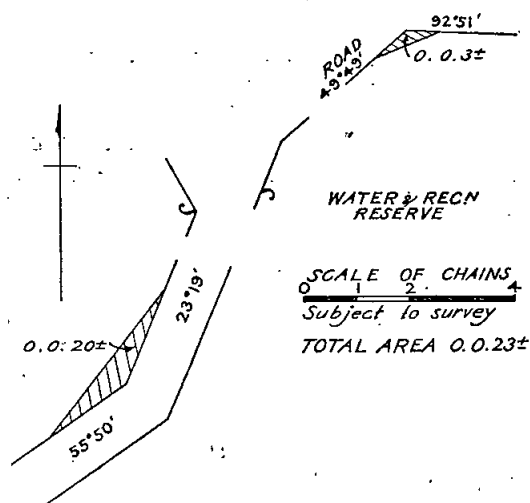 92°51'
ROAD
49°49'
0.0.3±
WATER & RECN
RESERVE
23°19'
SCALE OF CHAINS
0 1 2 4
Subject to survey
0.0.20±
TOTAL AREA 0.0.23±
55°50'